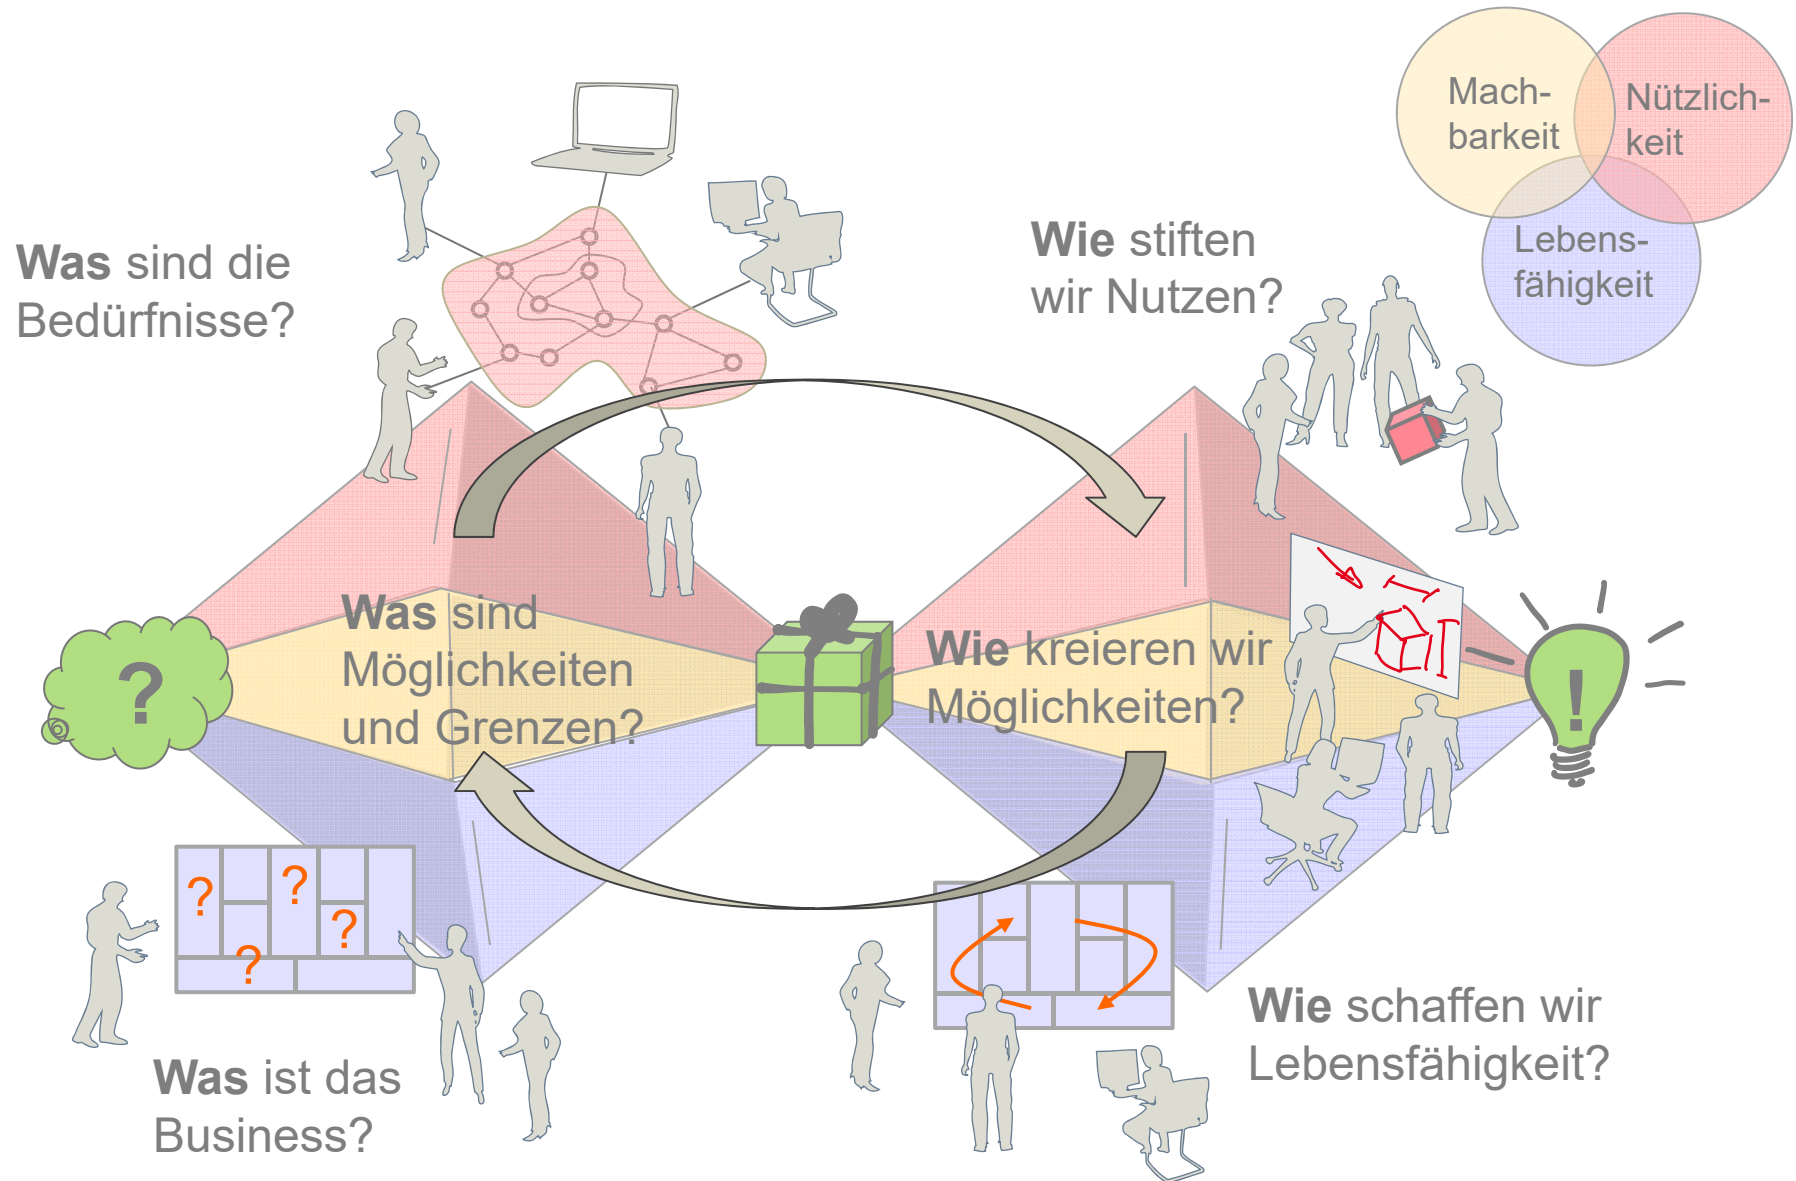 Mach-
barkeit
Nützlich-
keit
Lebens-
fähigkeit
Was sind die
Bedürfnisse?
Wie stiften
wir Nutzen?
Was sind
Möglichkeiten
und Grenzen?
Wie kreieren wir
Möglichkeiten?
?
!
? ? ? ?
Was ist das
Business?
Wie schaffen wir
Lebensfähigkeit?